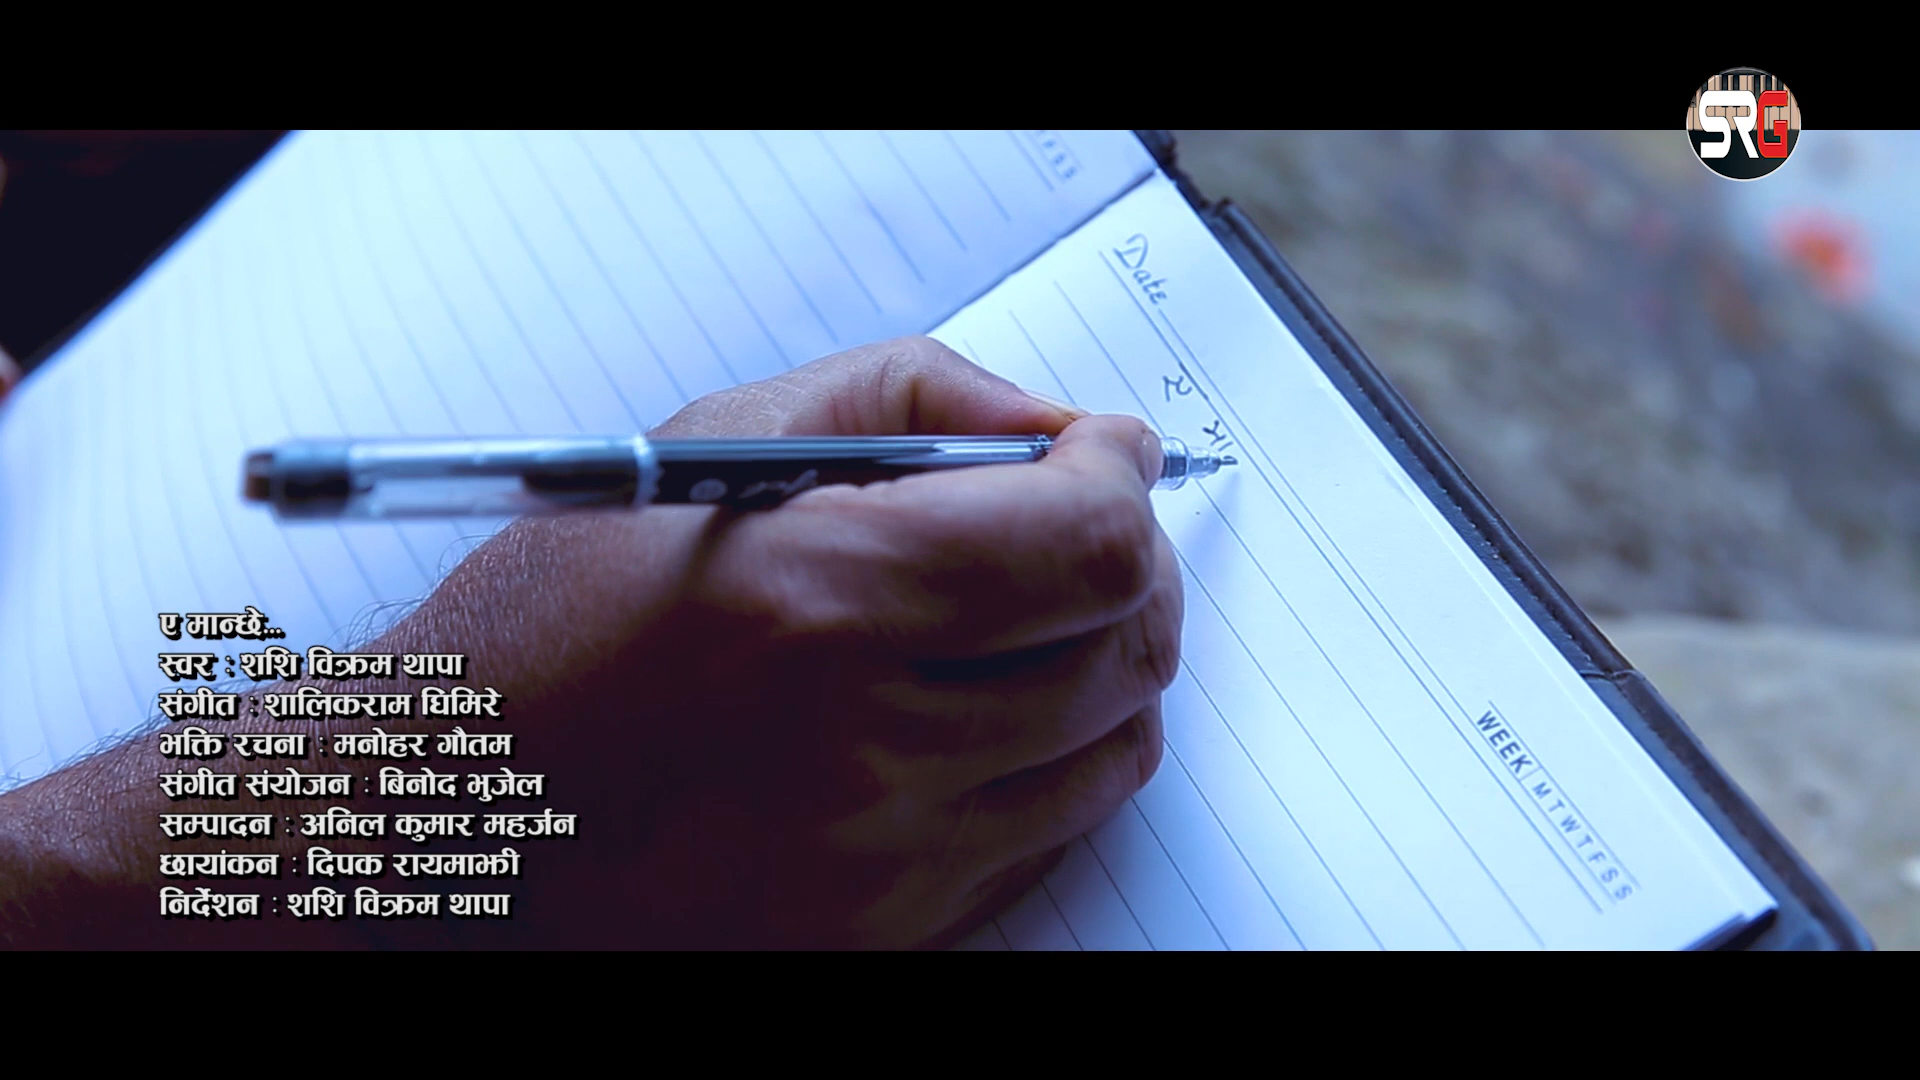 SRG
Date
T F S S
ए मा
WEEK M T W T F S S
ए मान्छे...
स्वर : शशि विक्रम थापा
संगीत : शालिकराम घिमिरे
भक्ति रचना : मनोहर गौतम
संगीत संयोजन : बिनोद भुजेल
सम्पादन : अनिल कुमार महर्जन
छायांकन : दिपक रायमाझी
निर्देशन : शशि विक्रम थापा